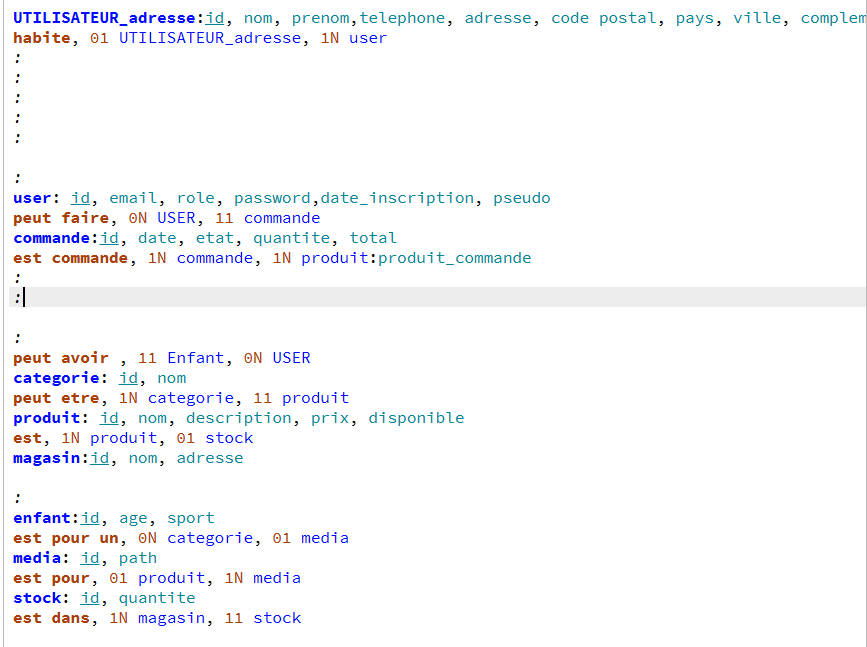 UTILISATEUR_adresse:id, nom, prenom,telephone, adresse, code postal, pays, ville, complem
habite, 01 UTILISATEUR_adresse, 1N user
:
:
:
:
:
:
user: id, email, role, password,date_inscription, pseudo
peut faire, 0N USER, 11 commande
commande:id, date, etat, quantite, total
est commande, 1N commande, 1N produit:produit_commande
:
:
:
peut avoir , 11 Enfant, 0N USER
categorie: id, nom
peut etre, 1N categorie, 11 produit
produit: id, nom, description, prix, disponible
est, 1N produit, 01 stock
magasin:id, nom, adresse
:
enfant:id, age, sport
est pour un, 0N categorie, 01 media
media: id, path
est pour, 01 produit, 1N media
stock: id, quantite
est dans, 1N magasin, 11 stock